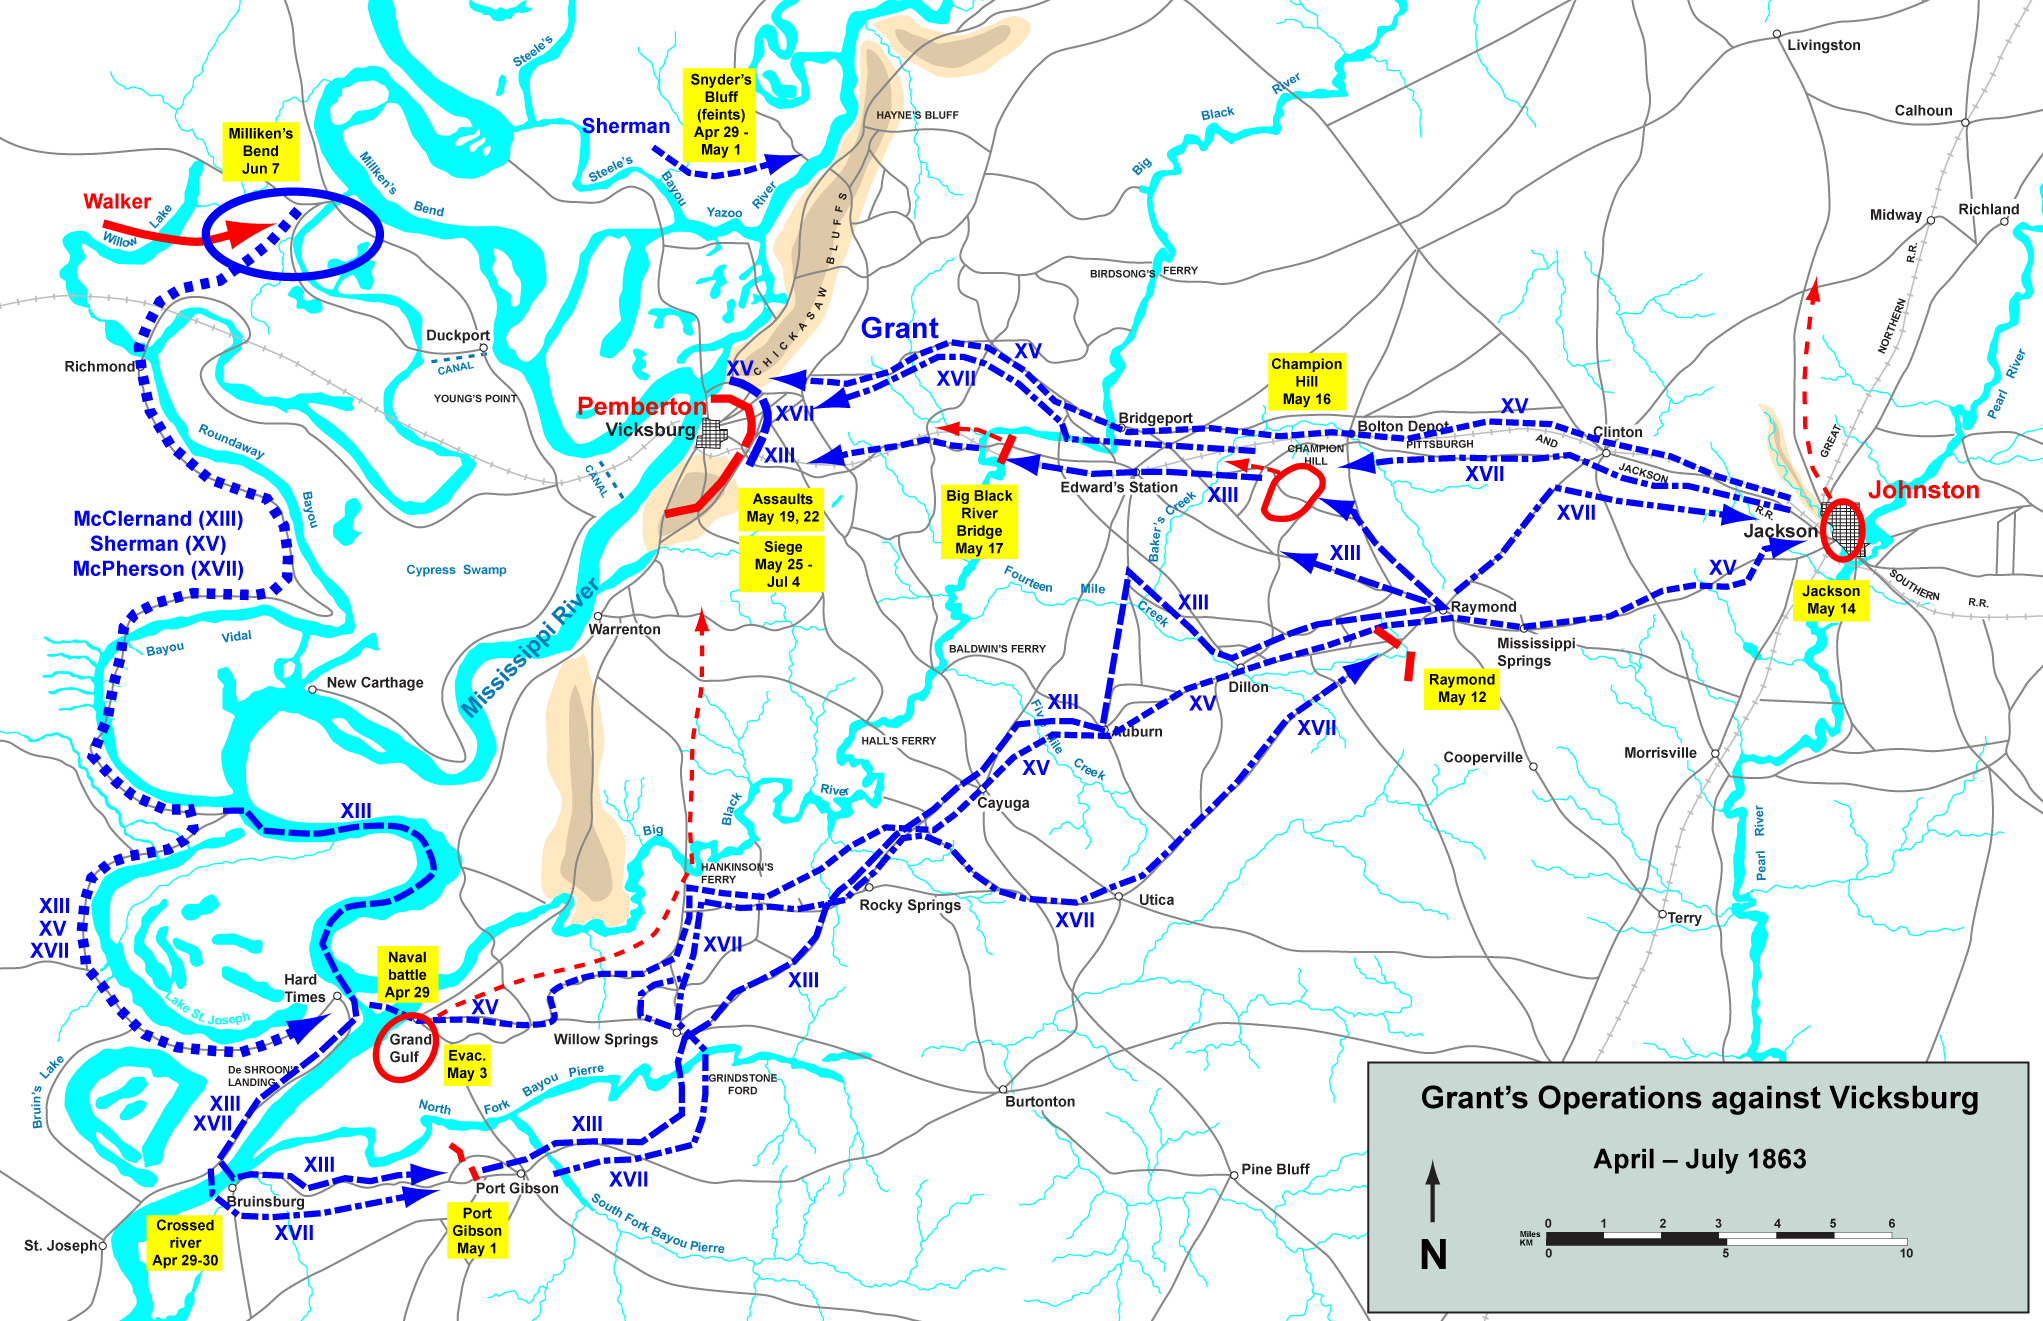 Livingston
Calhoun
Midway
Richland
Steele's
Snyder's
Bluff
(feints)
Apr 29 -
May 1
HAYNE'S BLUFF
Black
River
Big
Sherman
Milliken's
Bend
Jun 7
Milliken's
Bend
Steele's
Bayou
Yazoo
River
Walker
Willow
Lake
CHICKASAW BLUFFS
BIRDSONG'S FERRY
R.R.
NORTHERN
GREAT
Pearl River
Grant
Duckport
CANAL
YOUNG'S POINT
Richmond
Roundaway
Bayou
Pemberton
Vicksburg
CANAL
XV
XVII
XIII
XV
XVII
Champion
Hill
May 16
Bridgeport
Bolton Depot
PITTSBURGH
AND
JACKSON
R.R.
XV
Clinton
CHAMPION
HILL
XVII
XVII
Edward's Station
XIII
Baker's Creek
Big Black
River
Bridge
May 17
Assaults
May 19, 22
Siege
May 25 -
Jul 4
Johnston
Jackson
Jackson
May 14
SOUTHERN
R.R.
McClernand (XIII)
Sherman (XV)
McPherson (XVII)
Cypress Swamp
Mississippi River
Fourteen
Mile
Creek
XIII
XIII
XV
Raymond
Mississippi
Springs
Raymond
May 12
Warrenton
Bayou
Vidal
New Carthage
BALDWIN'S FERRY
Dillon
XIII
XV
XVII
Auburn
Five Mile
Creek
XV
HALL'S FERRY
Cayuga
Cooperville
Morrisville
Pearl River
Terry
XIII
Big
Black
River
HANKINSON'S
FERRY
Rocky Springs
Utica
XVII
XIII
XV
XVII
XVII
XIII
Naval
battle
Apr 29
Hard
Times
Lake St. Joseph
XV
Grand
Gulf
Evac.
May 3
Willow Springs
GRINDSTONE
FORD
De SHROON'S
LANDING
Bruin's Lake
XIII
XVII
North
Fork
Bayou Pierre
Burtonton
XIII
XIII
XVII
XVII
Port Gibson
Bruinsburg
Port
Gibson
May 1
South Fork Bayou Pierre
Pine Bluff
St. Joseph
Crossed
river
Apr 29-30
Grant's Operations against Vicksburg
April – July 1863
N
Miles
0 1 2 3 4 5 6
KM
0 5 10